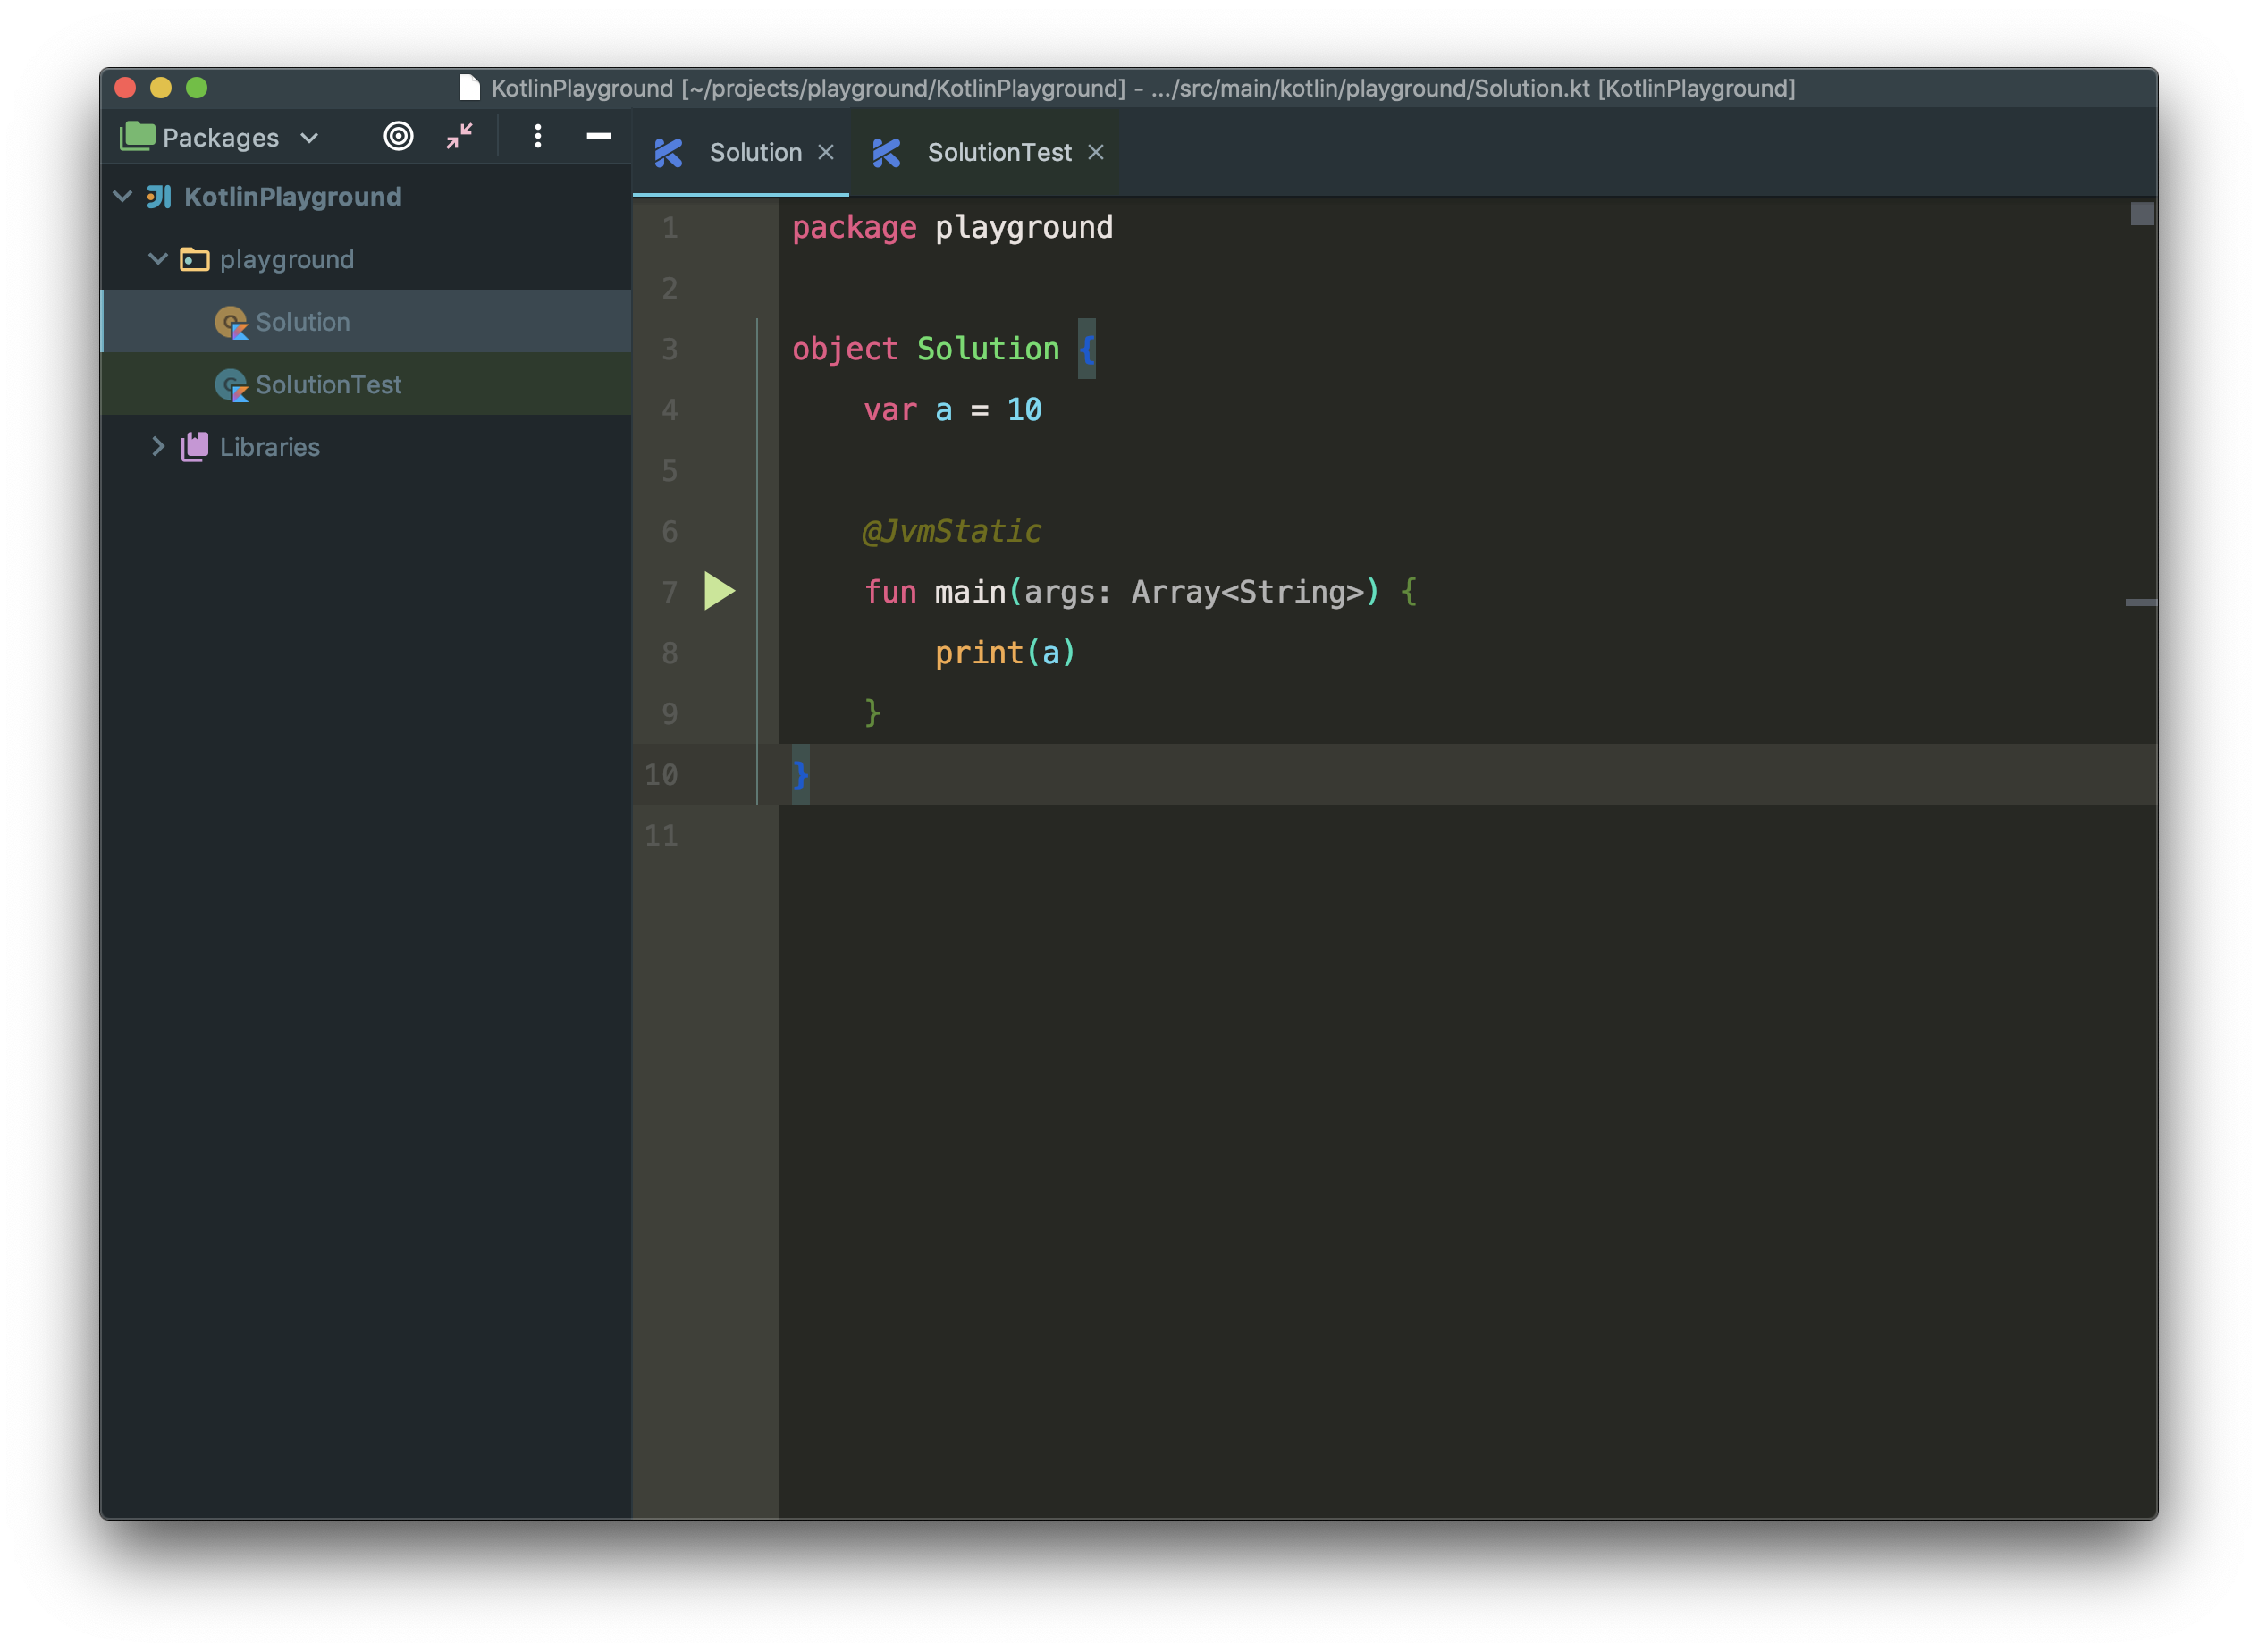 KotlinPlayground [~/projects/playground/KotlinPlayground] - .../src/main/kotlin/playground/Solution.kt [KotlinPlayground]
Packages
KotlinPlayground
playground
Solution
SolutionTest
Libraries
Solution SolutionTest
1 package playground
2
3 object Solution {
4     var a = 10
5
6     @JvmStatic
7     fun main(args: Array<String>) {
8         print(a)
9     }
10 }
11